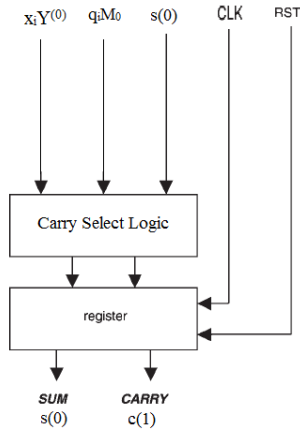 xᵢY⁽⁰⁾ qᵢM₀ s(0) CLK RST
Carry Select Logic
register
SUM CARRY
s(0) c(1)